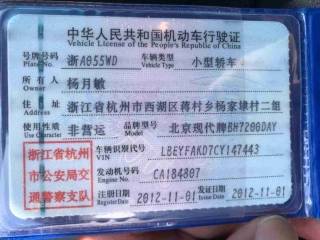 中华人民共和国机动车行驶证
Vehicle License of the People's Republic of China
号牌号码 浙A055WD 车辆类型 小型轿车
Plate No. Vehicle Type
所有人 杨月敏
Owner
住址 浙江省杭州市西湖区蒋村乡杨家埭村二组
Address
使用性质 非营运 品牌型号 北京现代牌BH7200DAY
Use Character Model
浙江省杭州市公安局交通警察支队
车辆识别代号 LBEYFAKD7CY147443
VIN
发动机号码 CA184807
Engine No.
注册日期 2012-11-01 发证日期 2012-11-01
Register Date Issue Date